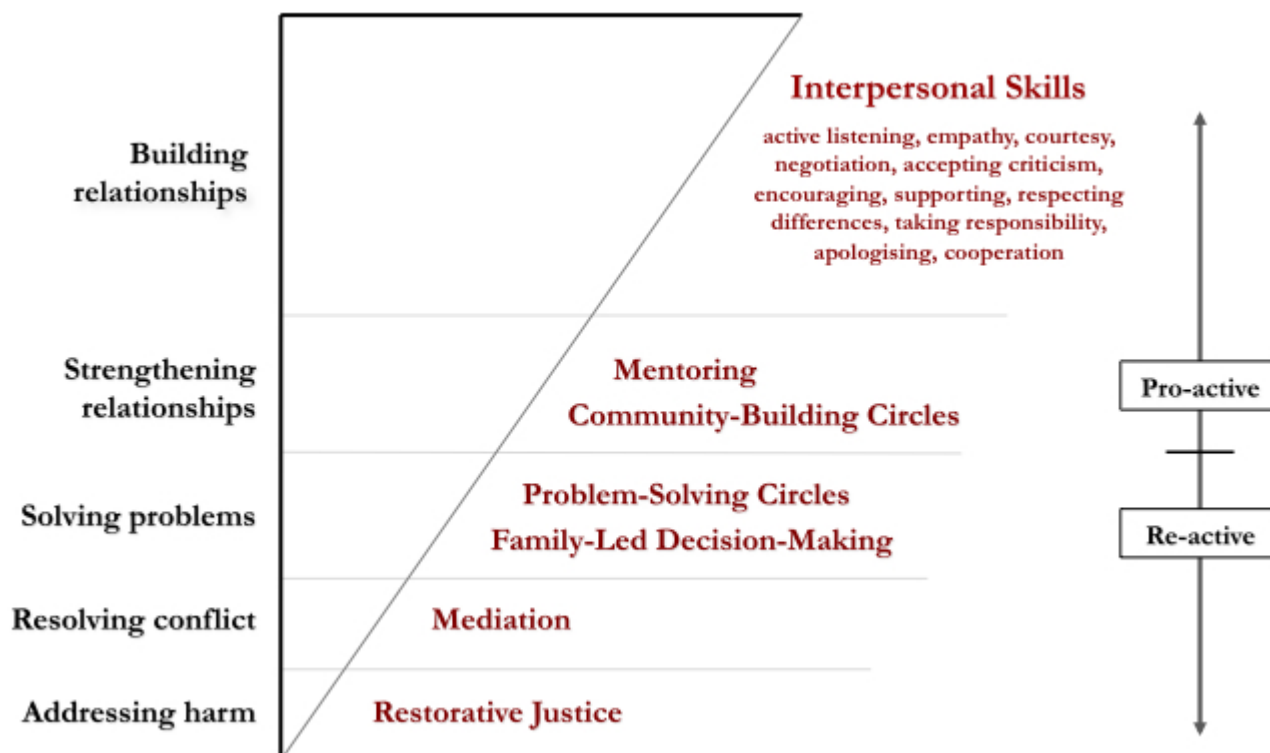 Interpersonal Skills
active listening, empathy, courtesy,
negotiation, accepting criticism,
encouraging, supporting, respecting
differences, taking responsibility,
apologising, cooperation
Building
relationships
Strengthening
relationships
Mentoring
Community-Building Circles
Pro-active
Solving problems
Problem-Solving Circles
Family-Led Decision-Making
Re-active
Resolving conflict
Mediation
Addressing harm
Restorative Justice